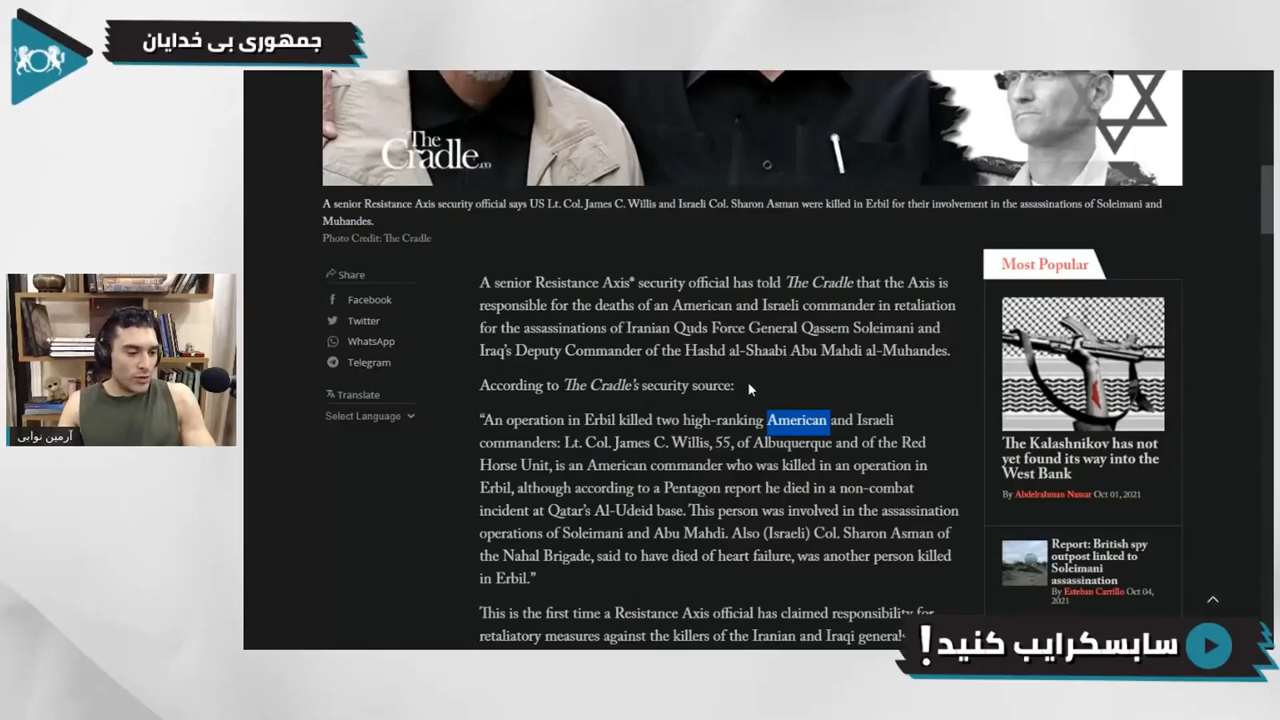 جمهوری بی خدایان
The
Cradle.co
A senior Resistance Axis security official says US Lt. Col. James C. Willis and Israeli Col. Sharon Asman were killed in Erbil for their involvement in the assassinations of Soleimani and
Muhandes.
Photo Credit: The Cradle
Share
Facebook
Twitter
WhatsApp
Telegram
Translate
Select Language
A senior Resistance Axis* security official has told The Cradle that the Axis is
responsible for the deaths of an American and Israeli commander in retaliation
for the assassinations of Iranian Quds Force General Qassem Soleimani and
Iraq's Deputy Commander of the Hashd al-Shaabi Abu Mahdi al-Muhandes.
According to The Cradle's security source:
“An operation in Erbil killed two high-ranking American and Israeli
commanders: Lt. Col. James C. Willis, 55, of Albuquerque and of the Red
Horse Unit, is an American commander who was killed in an operation in
Erbil, although according to a Pentagon report he died in a non-combat
incident at Qatar's Al-Udeid base. This person was involved in the assassination
operations of Soleimani and Abu Mahdi. Also (Israeli) Col. Sharon Asman of
the Nahal Brigade, said to have died of heart failure, was another person killed
in Erbil.”
This is the first time a Resistance Axis official has claimed responsibility for
retaliatory measures against the killers of the Iranian and Iraqi
Most Popular
The Kalashnikov has not
yet found its way into the
West Bank
By Abdelrahman Nassar Oct 01, 2021
Report: British spy
outpost linked to
Soleimani
assassination
By Esteban Carrillo Oct 04,
2021
آرمین نوابی
سابسکرایب کنید!